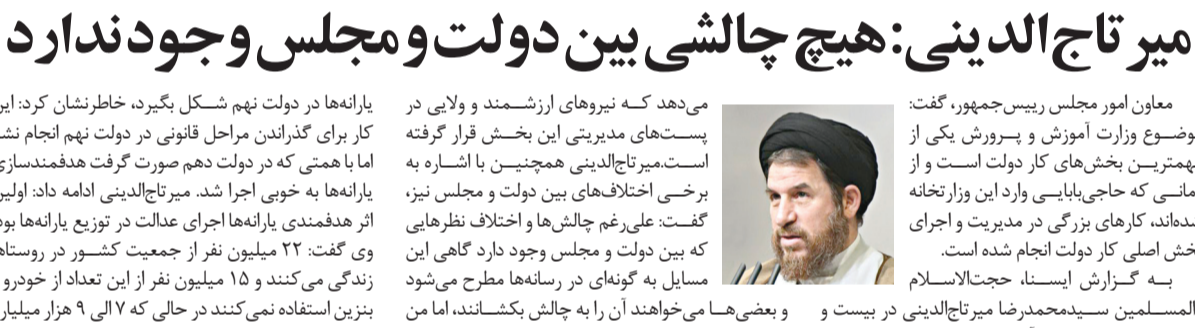 میر تاج‌الدینی: هیچ چالشی بین دولت و مجلس وجود ندارد
معاون امور مجلس رییس‌جمهور، گفت:
وضوع وزارت آموزش و پرورش یکی از
همترین بخش‌های کار دولت است و از
مانی که حاجی‌بابایی وارد این وزارتخانه
ده‌اند، کارهای بزرگی در مدیریت و اجرای
خش اصلی کار دولت انجام شده است.
به گزارش ایسنا، حجت‌الاسلام
المسلمین سیدمحمدرضا میرتاج‌الدینی در بیست و
می‌دهد که نیروهای ارزشمند و ولایی در
پست‌های مدیریتی این بخش قرار گرفته
است.میرتاج‌الدینی همچنین با اشاره به
برخی اختلاف‌های بین دولت و مجلس نیز،
گفت: علی‌رغم چالش‌ها و اختلاف نظرهایی
که بین دولت و مجلس وجود دارد گاهی این
مسایل به گونه‌ای در رسانه‌ها مطرح می‌شود
و بعضی‌ها می‌خواهند آن را به چالش بکشانند، اما من
یارانه‌ها در دولت نهم شکل بگیرد، خاطرنشان کرد: این
کار برای گذراندن مراحل قانونی در دولت نهم انجام نشد
اما با همتی که در دولت دهم صورت گرفت هدفمندسازی
یارانه‌ها به خوبی اجرا شد. میرتاج‌الدینی ادامه داد: اولین
اثر هدفمندی یارانه‌ها اجرای عدالت در توزیع یارانه‌ها بود
وی گفت: ۲۲ میلیون نفر از جمعیت کشور در روستاها
زندگی می‌کنند و ۱۵ میلیون نفر از این تعداد از خودرو و
بنزین استفاده نمی‌کنند در حالی که ۷ الی ۹ هزار میلیار